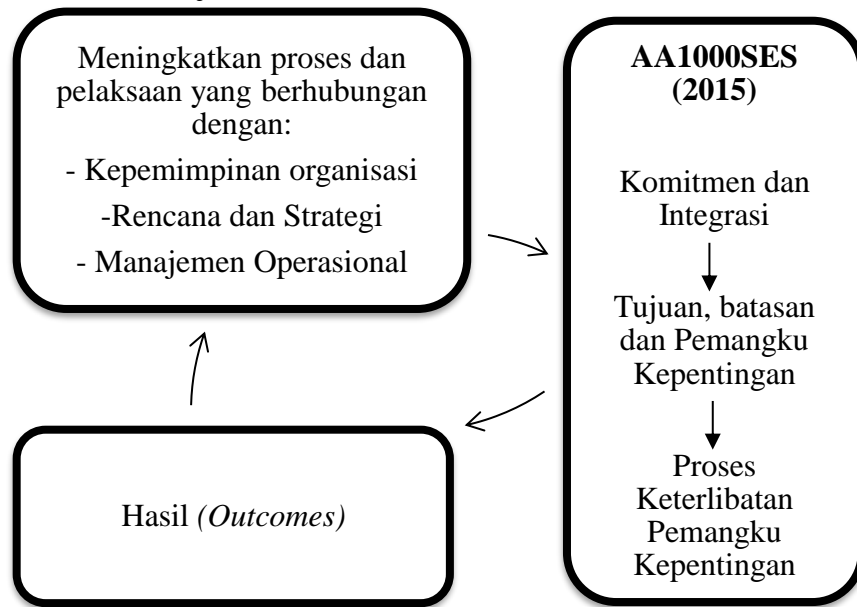 Meningkatkan proses dan
pelaksaan yang berhubungan
dengan:
- Kepemimpinan organisasi
-Rencana dan Strategi
- Manajemen Operasional
AA1000SES
(2015)
Komitmen dan
Integrasi
Tujuan, batasan
dan Pemangku
Kepentingan
Proses
Keterlibatan
Pemangku
Kepentingan
Hasil (Outcomes)